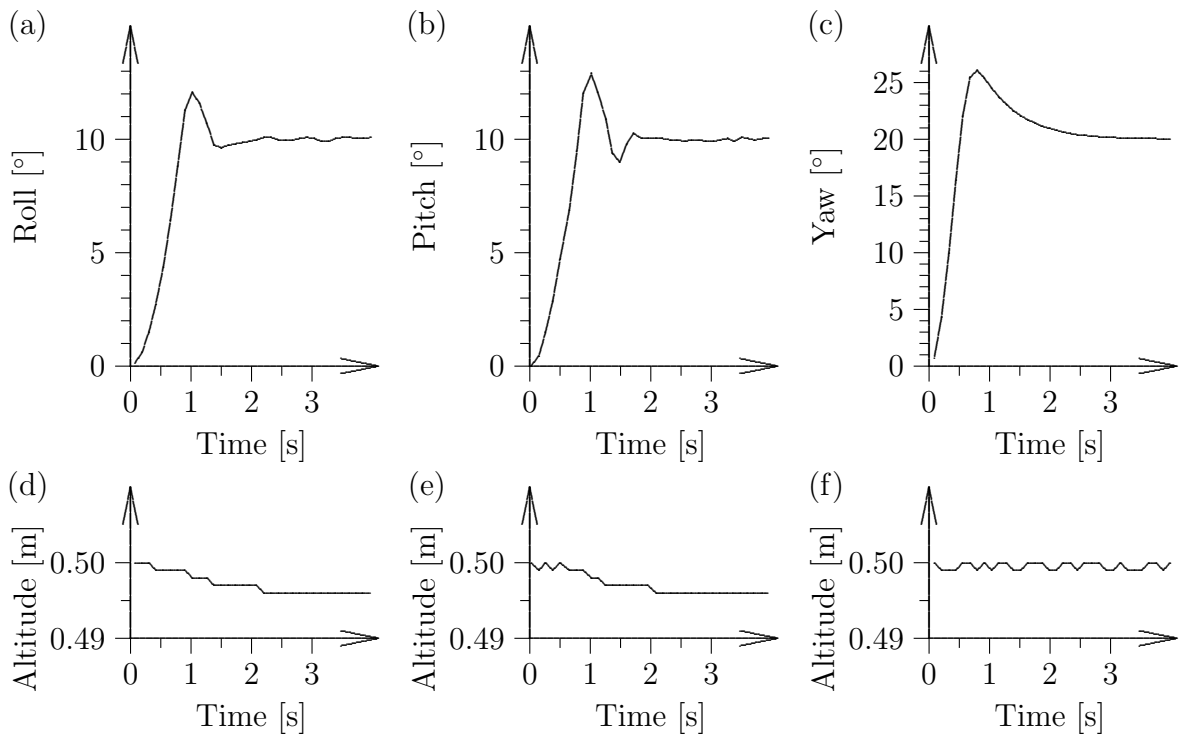 (a)
Roll [°]
10
5
0
0 1 2 3
Time [s]
(b)
Pitch [°]
10
5
0
0 1 2 3
Time [s]
(c)
Yaw [°]
25
20
15
10
5
0
0 1 2 3
Time [s]
(d)
Altitude [m]
0.50
0.49
0 1 2 3
Time [s]
(e)
Altitude [m]
0.50
0.49
0 1 2 3
Time [s]
(f)
Altitude [m]
0.50
0.49
0 1 2 3
Time [s]